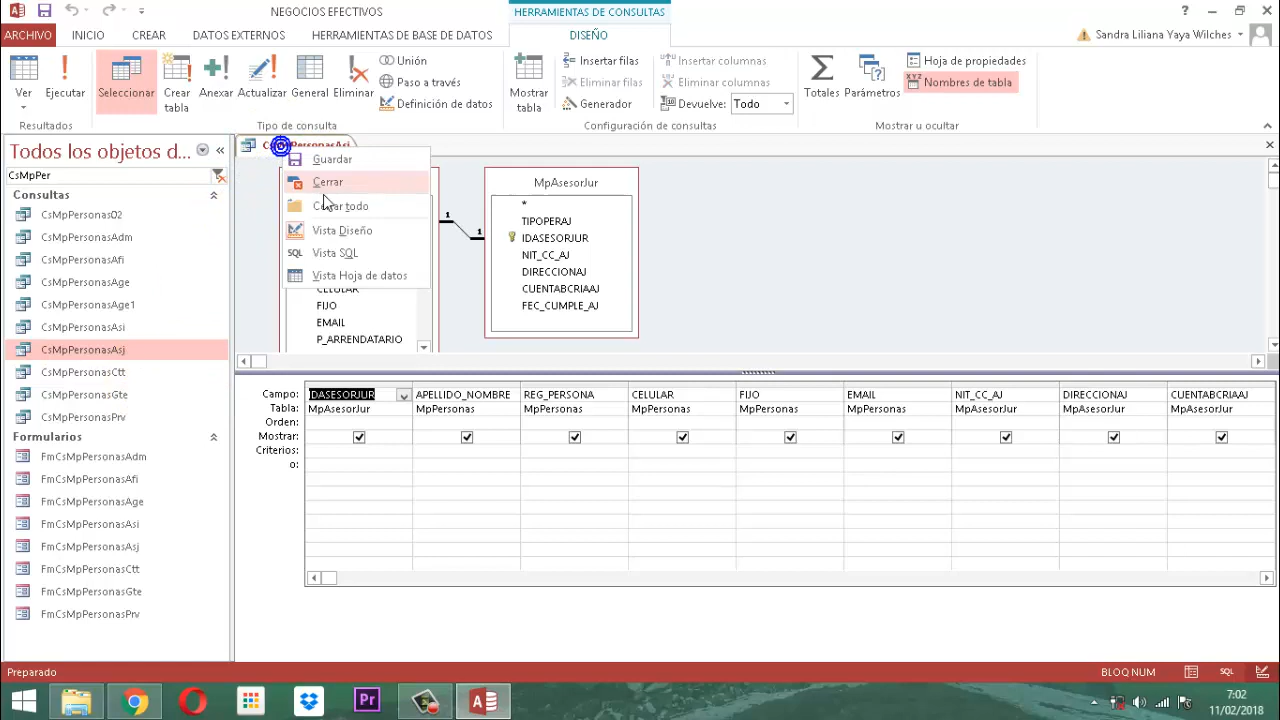 NEGOCIOS EFECTIVOS
HERRAMIENTAS DE CONSULTAS
?
ARCHIVO
INICIO
CREAR
DATOS EXTERNOS
HERRAMIENTAS DE BASE DE DATOS
DISEÑO
Sandra Liliana Yaya Wilches
Ver
Ejecutar
Seleccionar
Crear tabla
Anexar
Actualizar
General
Eliminar
Unión
Paso a través
Definición de datos
Mostrar tabla
Insertar filas
Eliminar filas
Generador
Insertar columnas
Eliminar columnas
Devuelve: Todo
Totales
Parámetros
Hoja de propiedades
Nombres de tabla
Resultados
Tipo de consulta
Configuración de consultas
Mostrar u ocultar
Todos los objetos d...
CsMpPer
Consultas
CsMpPersonas02
CsMpPersonasAdm
CsMpPersonasAfi
CsMpPersonasAge
CsMpPersonasAge1
CsMpPersonasAsi
CsMpPersonasAsj
CsMpPersonasCtt
CsMpPersonasGte
CsMpPersonasPrv
Formularios
FmCsMpPersonasAdm
FmCsMpPersonasAfi
FmCsMpPersonasAge
FmCsMpPersonasAsi
FmCsMpPersonasAsj
FmCsMpPersonasCtt
FmCsMpPersonasGte
FmCsMpPersonasPrv
Guardar
Cerrar
Cerrar todo
Vista Diseño
SQL Vista SQL
Vista Hoja de datos
CELULAR
FIJO
EMAIL
P_ARRENDATARIO
1
1
MpAsesorJur
*
TIPOPERAJ
IDASESORJUR
NIT_CC_AJ
DIRECCIONAJ
CUENTABCRIAAJ
FEC_CUMPLE_AJ
Campo: IDASESORJUR APELLIDO_NOMBRE REG_PERSONA CELULAR FIJO EMAIL NIT_CC_AJ DIRECCIONAJ CUENTABCRIAAJ
Tabla: MpAsesorJur MpPersonas MpPersonas MpPersonas MpPersonas MpPersonas MpAsesorJur MpAsesorJur MpAsesorJur
Orden:
Mostrar:
Criterios:
o:
Preparado
BLOQ NUM
SQL
Pr
7:02
11/02/2018